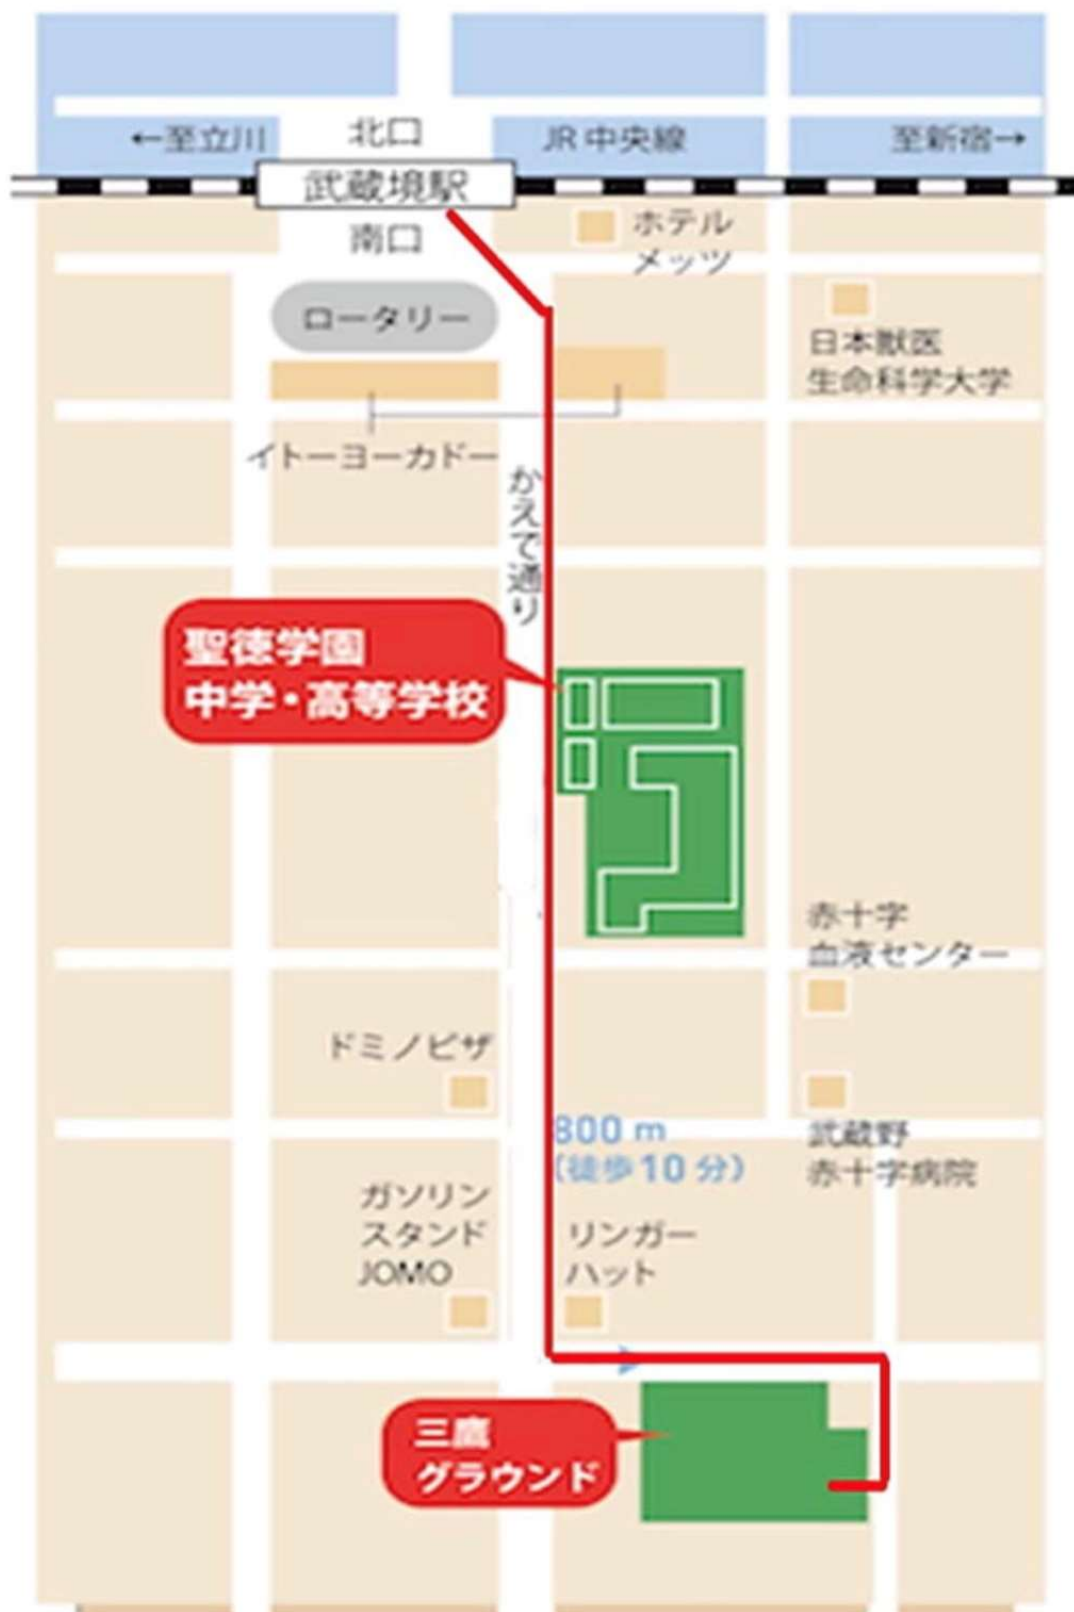 ←至立川
北口
JR中央線
至新宿→
武蔵境駅
南口
ホテル
メッツ
ロータリー
日本獣医
生命科学大学
イトーヨーカドー
かえで通り
聖徳学園
中学・高等学校
赤十字
血液センター
ドミノピザ
800 m
(徒歩10分)
武蔵野
赤十字病院
ガソリン
スタンド
JOMO
リンガー
ハット
三鷹
グラウンド